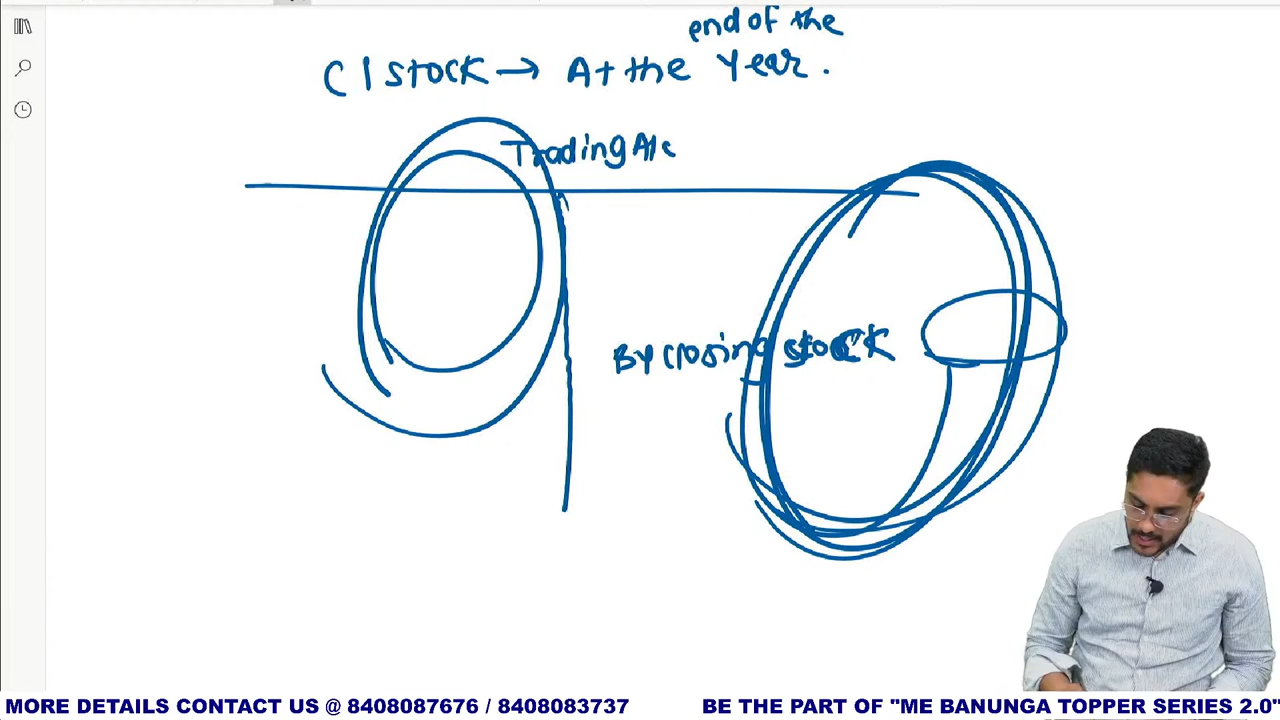 end of the
C|stock → At the Year.
Trading A/c
By closing stock
MORE DETAILS CONTACT US @ 8408087676 / 8408083737 BE THE PART OF "ME BANUNGA TOPPER SERIES 2.0"